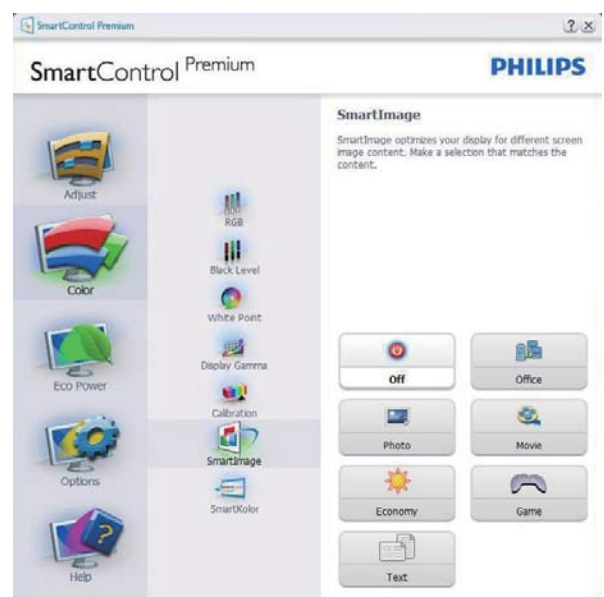 SmartControl Premium
? x
SmartControl Premium
PHILIPS
Adjust
Color
Eco Power
Options
Help
RGB
Black Level
White Point
Display Gamma
Calibration
SmartImage
SmartKolor
SmartImage
SmartImage optimizes your display for different screen
image content. Make a selection that matches the
content.
Off
Office
Photo
Movie
Economy
Game
Text